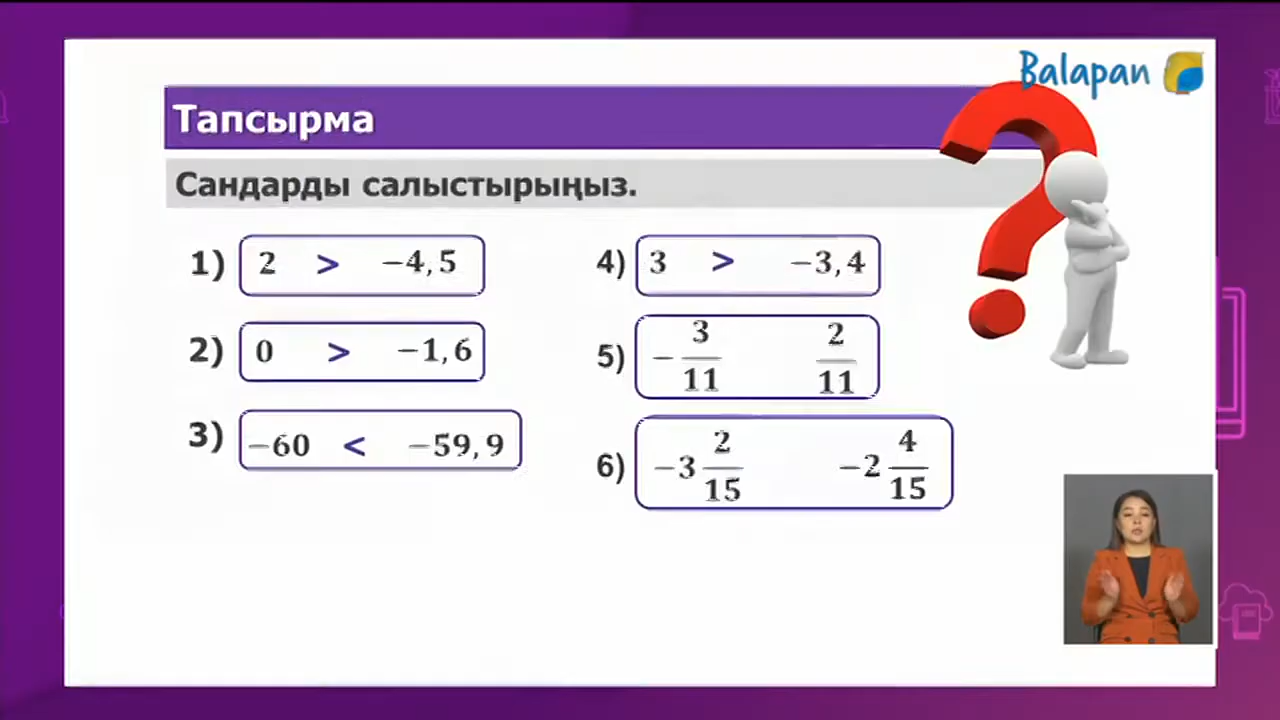 Balapan
Тапсырма
Сандарды салыстырыңыз.
1) 2 > −4,5
2) 0 > −1,6
3) −60 < −59,9
4) 3 > −3,4
5) −3/11 2/11
6) −3 2/15 −2 4/15